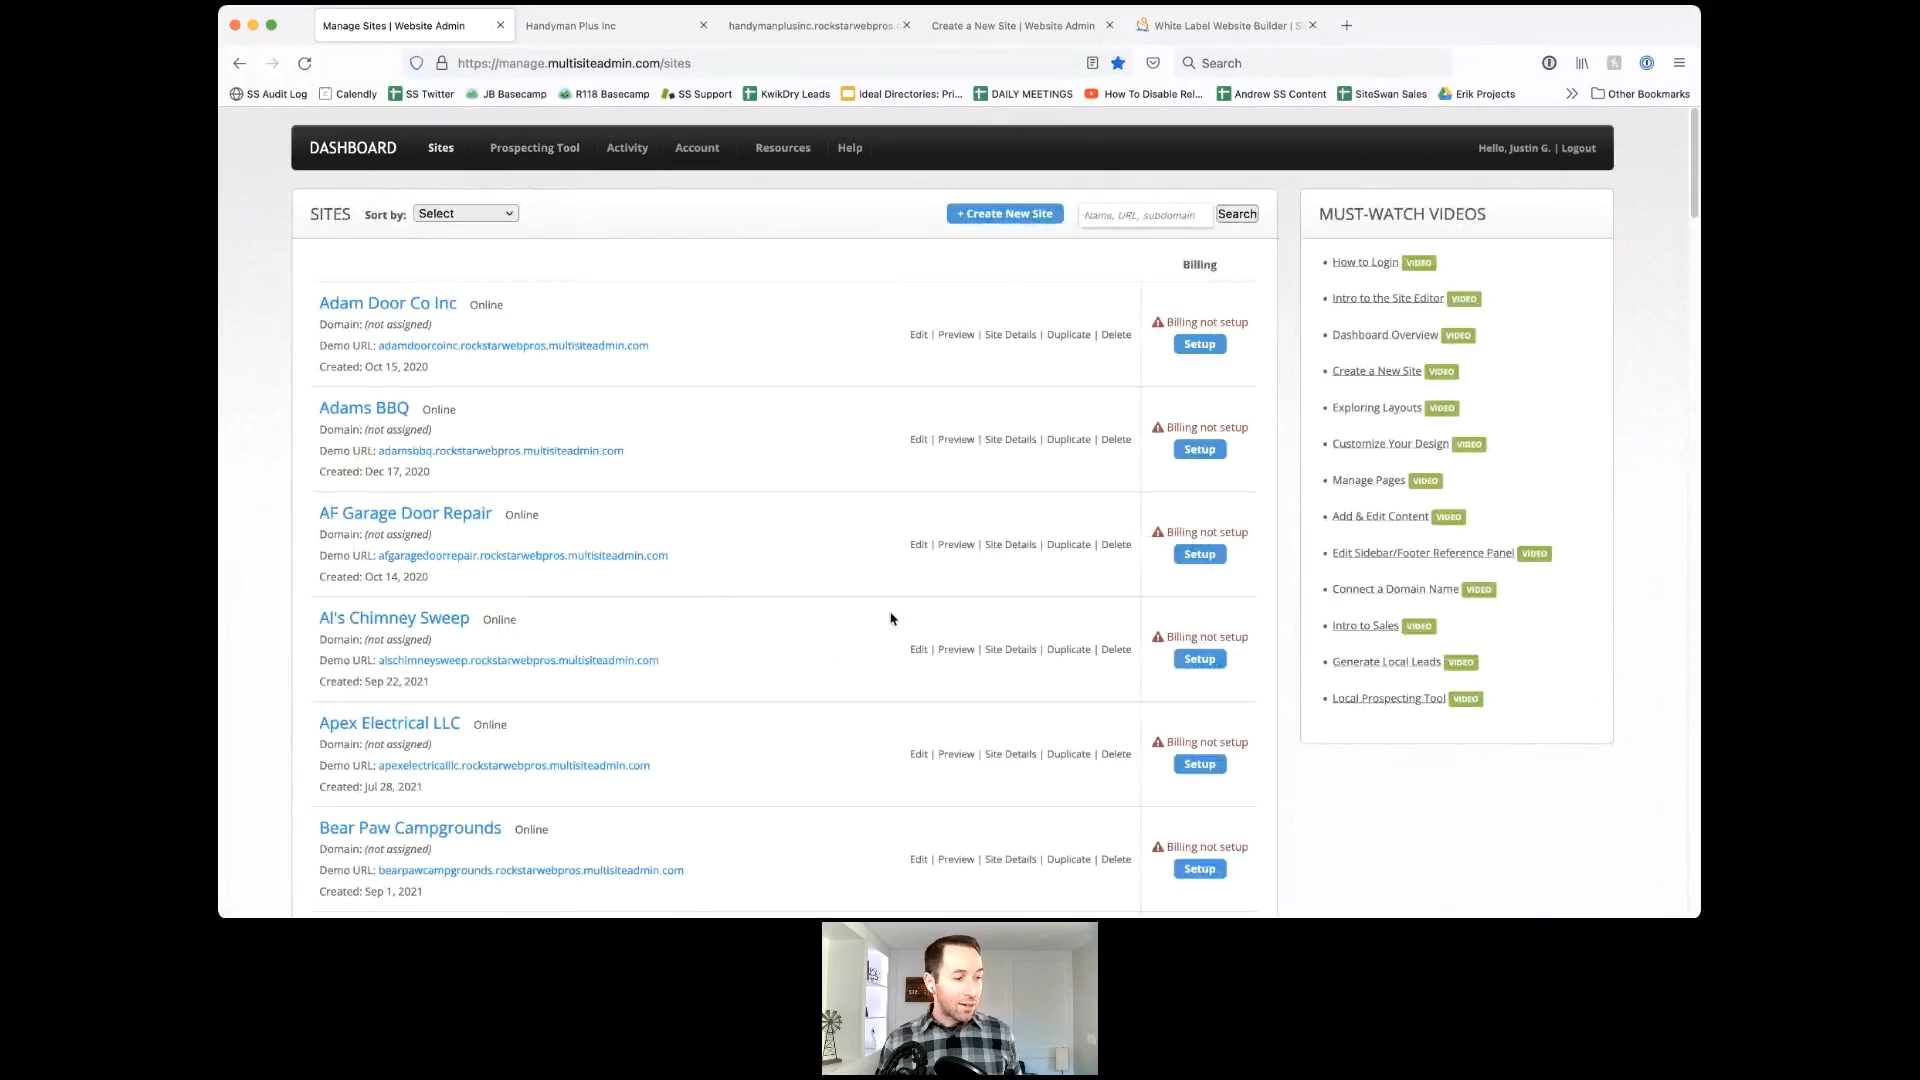 Manage Sites | Website Admin
Handyman Plus Inc
handymanplusinc.rockstarwebpros.
Create a New Site | Website Admin
White Label Website Builder | S
https://manage.multisiteadmin.com/sites
Search
SS Audit Log
Calendly
SS Twitter
JB Basecamp
R118 Basecamp
SS Support
KwikDry Leads
Ideal Directories: Pri...
DAILY MEETINGS
How To Disable Rel...
Andrew SS Content
SiteSwan Sales
Erik Projects
Other Bookmarks
DASHBOARD
Sites
Prospecting Tool
Activity
Account
Resources
Help
Hello, Justin G. | Logout
SITES
Sort by:
Select
+ Create New Site
Name, URL, subdomain
Search
Billing
Adam Door Co Inc Online
Domain: (not assigned)
Demo URL: adamdoorcoinc.rockstarwebpros.multisiteadmin.com
Created: Oct 15, 2020
Edit | Preview | Site Details | Duplicate | Delete
Billing not setup
Setup
Adams BBQ Online
Domain: (not assigned)
Demo URL: adamsbbq.rockstarwebpros.multisiteadmin.com
Created: Dec 17, 2020
Edit | Preview | Site Details | Duplicate | Delete
Billing not setup
Setup
AF Garage Door Repair Online
Domain: (not assigned)
Demo URL: afgaragedoorrepair.rockstarwebpros.multisiteadmin.com
Created: Oct 14, 2020
Edit | Preview | Site Details | Duplicate | Delete
Billing not setup
Setup
Al's Chimney Sweep Online
Domain: (not assigned)
Demo URL: alschimneysweep.rockstarwebpros.multisiteadmin.com
Created: Sep 22, 2021
Edit | Preview | Site Details | Duplicate | Delete
Billing not setup
Setup
Apex Electrical LLC Online
Domain: (not assigned)
Demo URL: apexelectricalllc.rockstarwebpros.multisiteadmin.com
Created: Jul 28, 2021
Edit | Preview | Site Details | Duplicate | Delete
Billing not setup
Setup
Bear Paw Campgrounds Online
Domain: (not assigned)
Demo URL: bearpawcampgrounds.rockstarwebpros.multisiteadmin.com
Created: Sep 1, 2021
Edit | Preview | Site Details | Duplicate | Delete
Billing not setup
Setup
MUST-WATCH VIDEOS
How to Login VIDEO
Intro to the Site Editor VIDEO
Dashboard Overview VIDEO
Create a New Site VIDEO
Exploring Layouts VIDEO
Customize Your Design VIDEO
Manage Pages VIDEO
Add & Edit Content VIDEO
Edit Sidebar/Footer Reference Panel VIDEO
Connect a Domain Name VIDEO
Intro to Sales VIDEO
Generate Local Leads VIDEO
Local Prospecting Tool VIDEO